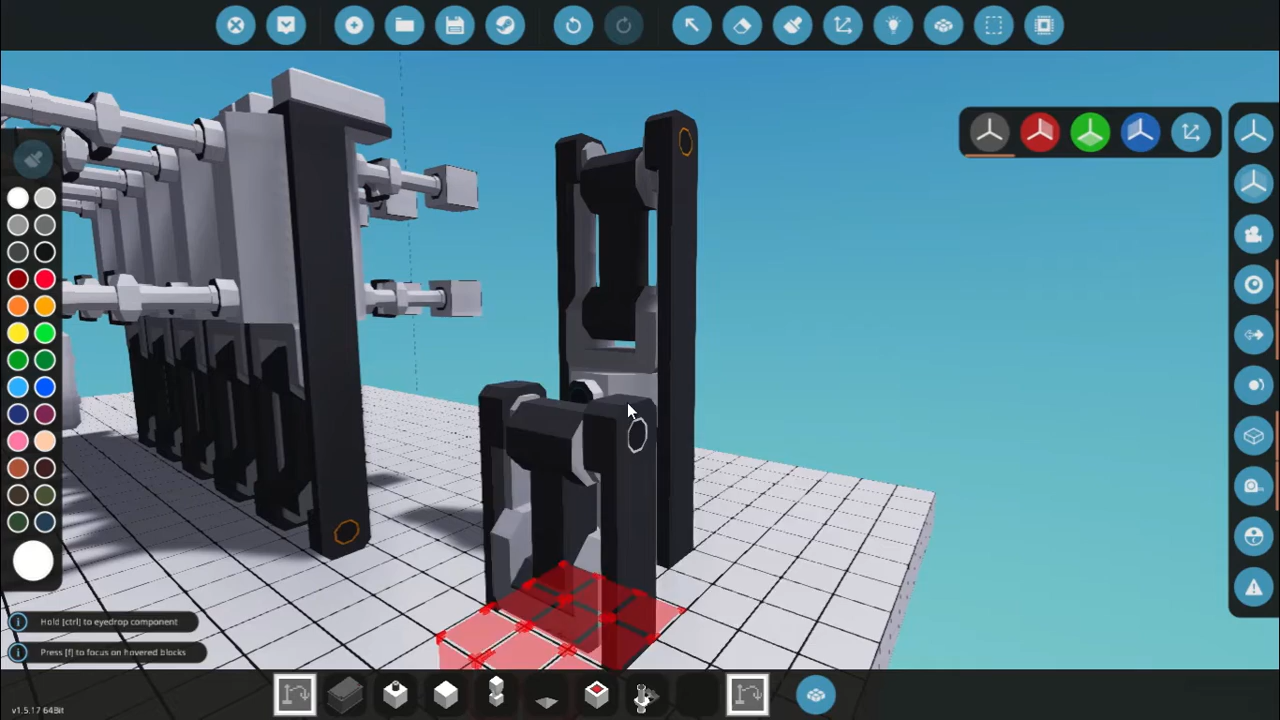 Hold [ctrl] to eyedrop component
Press [f] to focus on hovered blocks
v1.5.17 64Bit